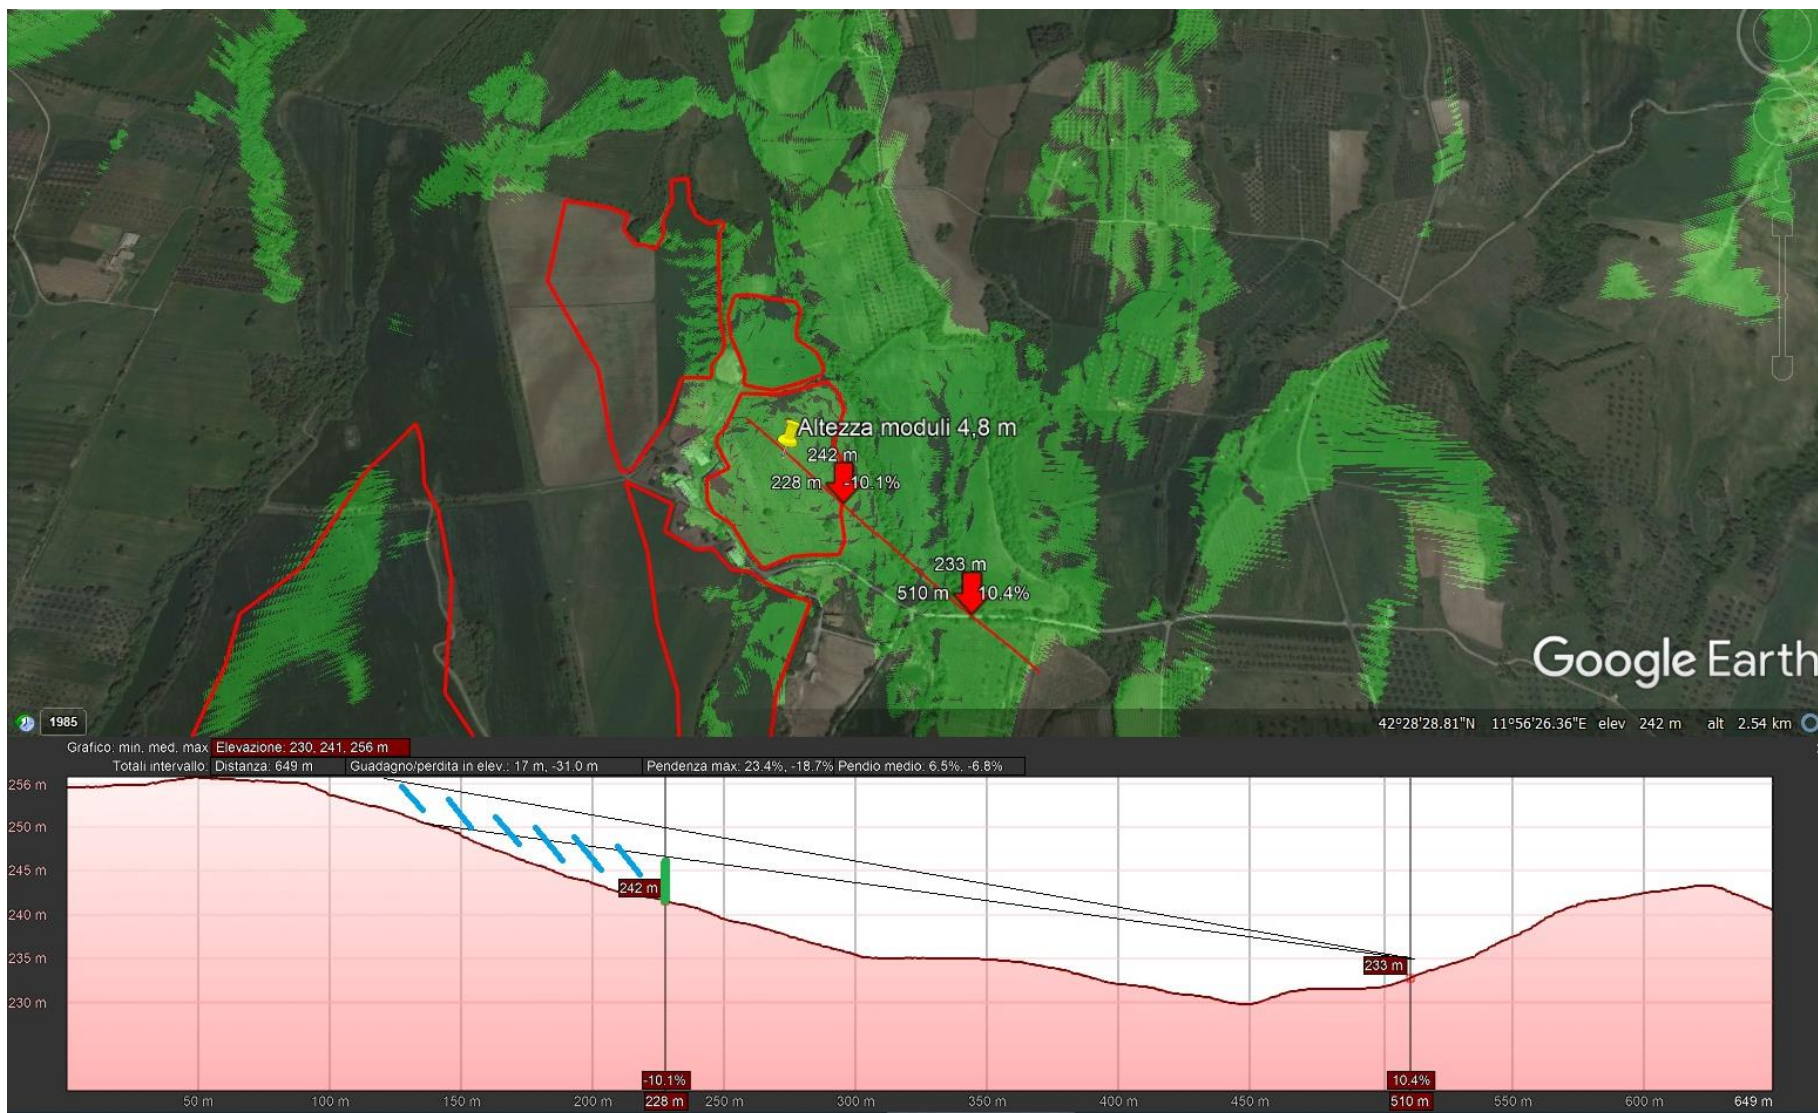 Altezza moduli 4,8 m
242 m
228 m -10.1%
233 m
510 m 10.4%
Google Earth
1985
42°28'28.81"N 11°56'26.36"E elev 242 m alt 2.54 km
Grafico: min, med, max Elevazione: 230, 241, 256 m
Totali intervallo: Distanza: 649 m Guadagno/perdita in elev.: 17 m, -31.0 m Pendenza max: 23.4%, -18.7% Pendio medio: 6.5%, -6.8%
256 m
250 m
245 m
242 m
240 m
235 m
233 m
230 m
-10.1% 10.4%
50 m 100 m 150 m 200 m 228 m 250 m 300 m 350 m 400 m 450 m 510 m 550 m 600 m 649 m